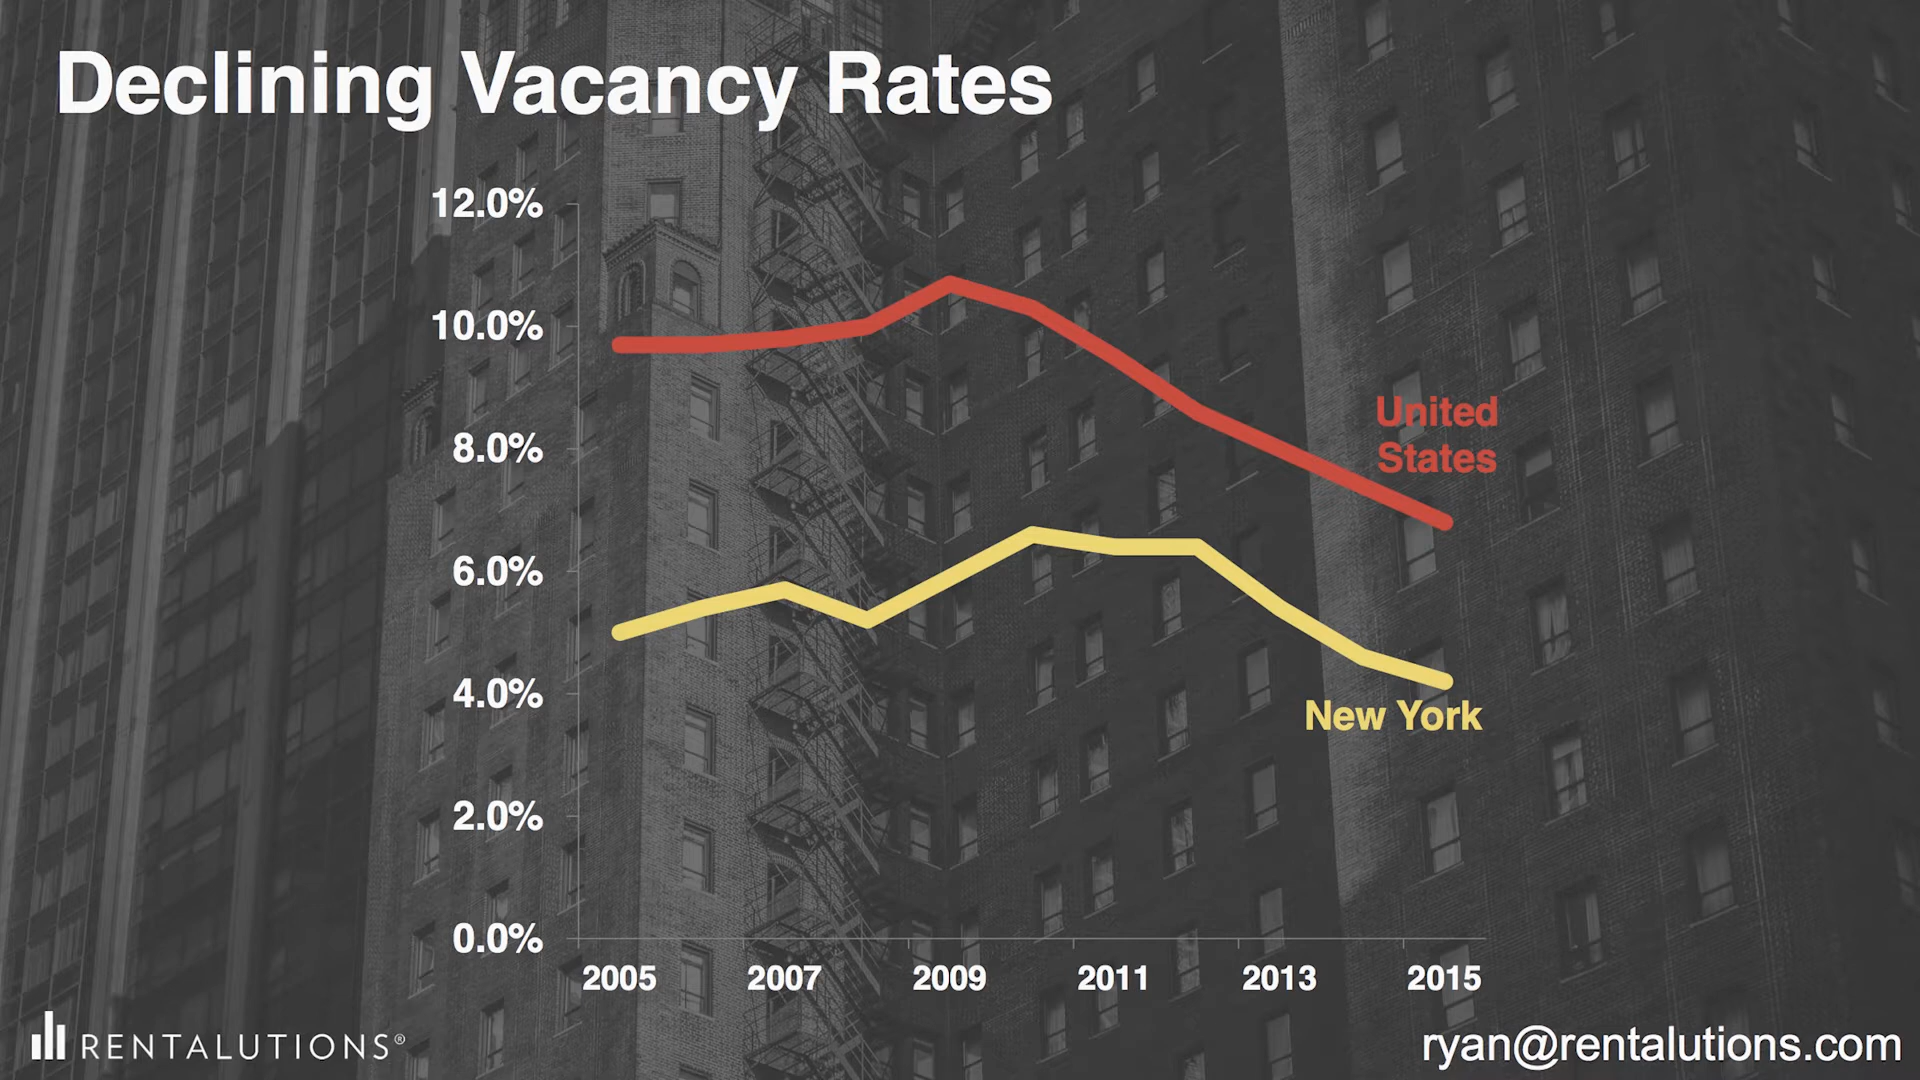 Declining Vacancy Rates
12.0%
10.0%
8.0%
6.0%
4.0%
2.0%
0.0%
United
States
New York
2005 2007 2009 2011 2013 2015
RENTALUTIONS®
ryan@rentalutions.com